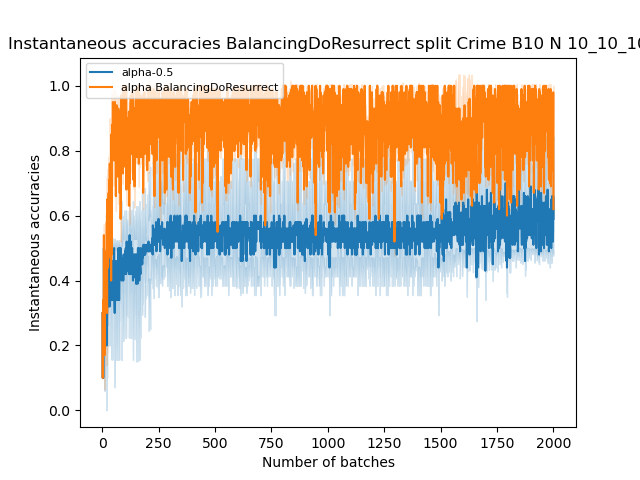 Instantaneous accuracies BalancingDoResurrect split Crime B10 N 10_10_10
alpha-0.5
alpha BalancingDoResurrect
1.0
0.8
0.6
0.4
0.2
0.0
Instantaneous accuracies
0 250 500 750 1000 1250 1500 1750 2000
Number of batches